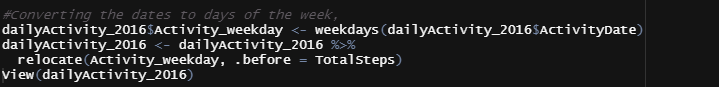 #Converting the dates to days of the week,
dailyActivity_2016$Activity_weekday <- weekdays(dailyActivity_2016$ActivityDate)
dailyActivity_2016 <- dailyActivity_2016 %>%
  relocate(Activity_weekday, .before = TotalSteps)
View(dailyActivity_2016)